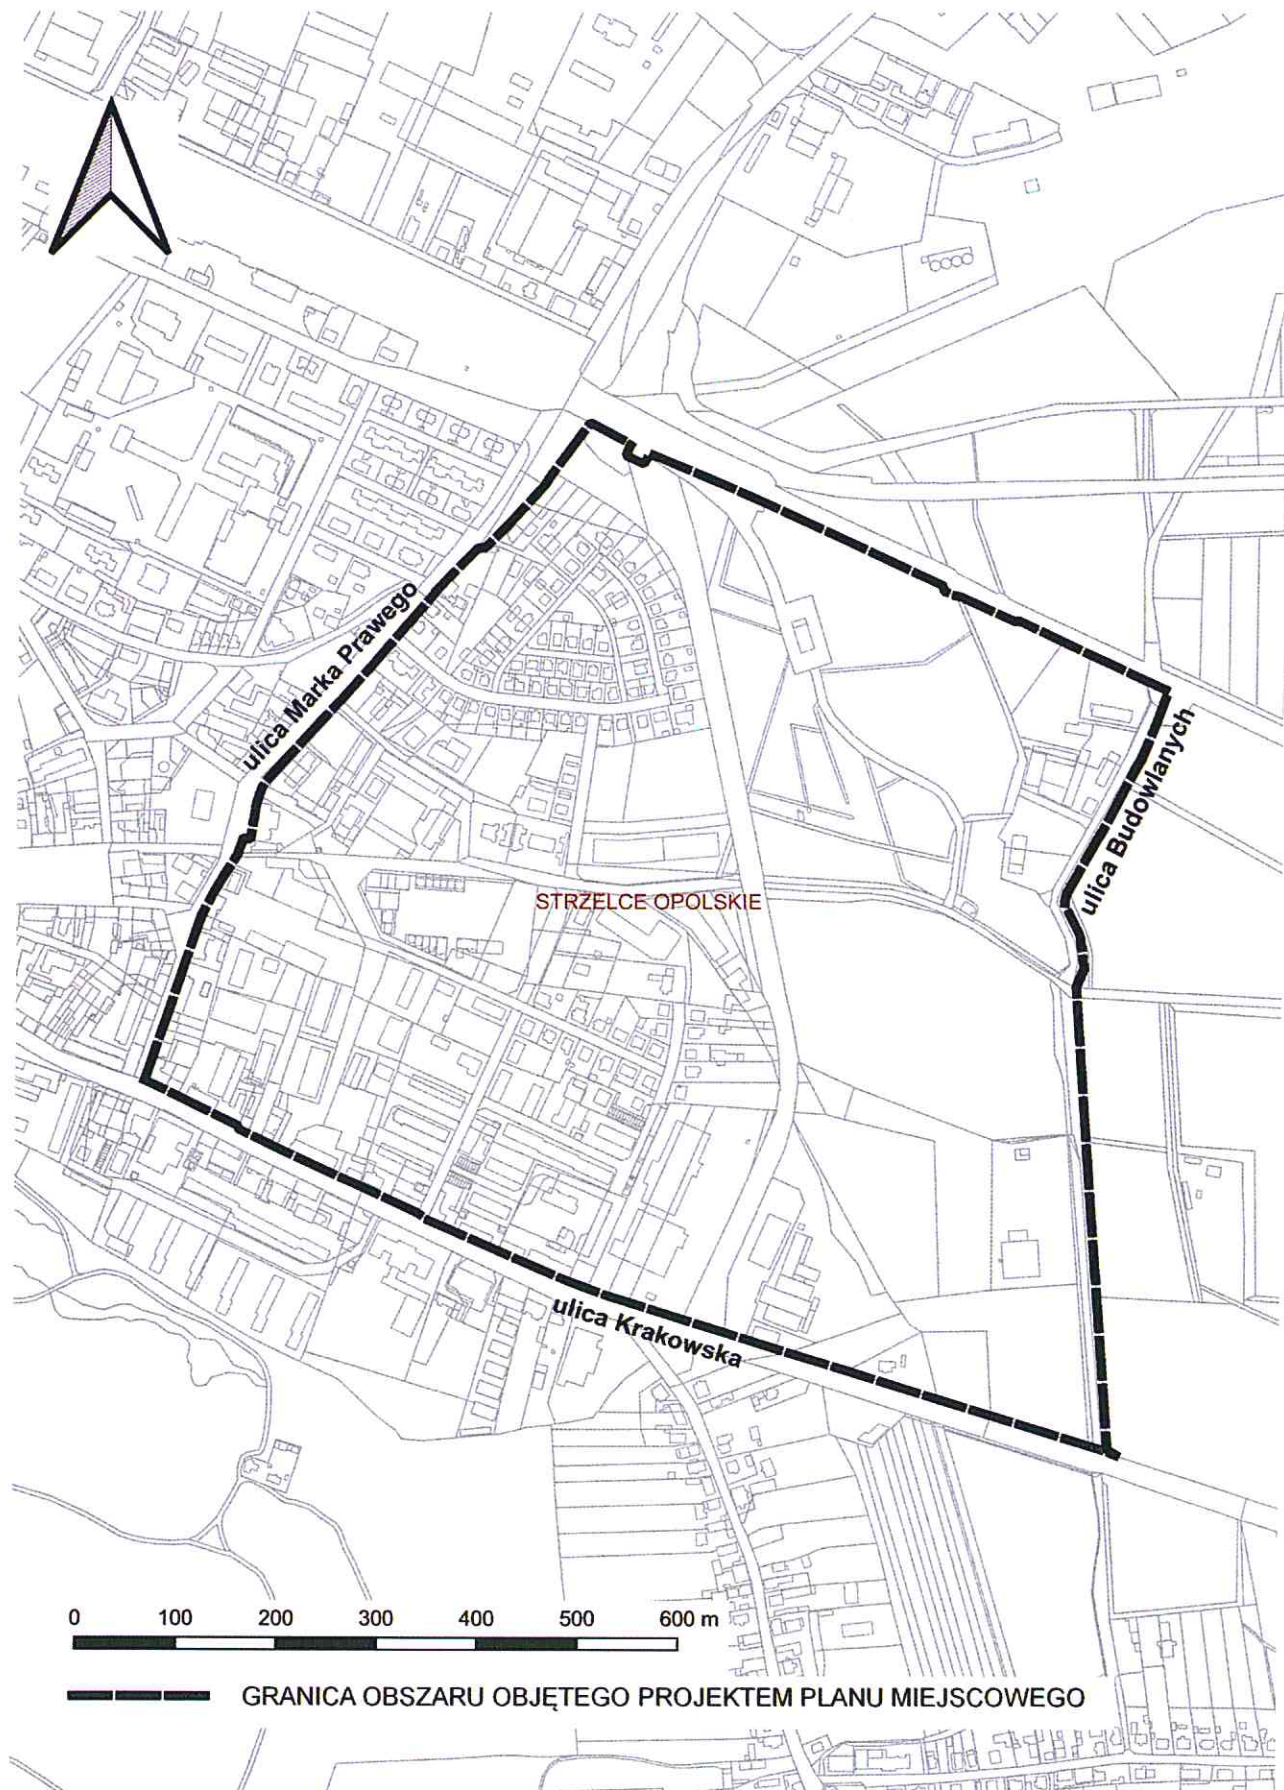 ulica Marka Prawego
ulica Budowlanych
STRZELCE OPOLSKIE
ulica Krakowska
0 100 200 300 400 500 600 m
GRANICA OBSZARU OBJĘTEGO PROJEKTEM PLANU MIEJSCOWEGO